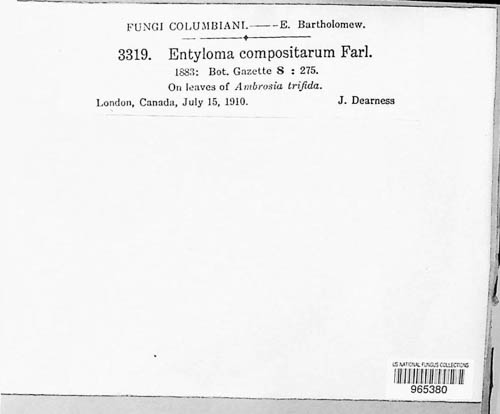 FUNGI COLUMBIANI.——E. Bartholomew.
3319. Entyloma compositarum Farl.
1883: Bot. Gazette 8 : 275.
On leaves of Ambrosia trifida.
London, Canada, July 15, 1910. J. Dearness
US NATIONAL FUNGUS COLLECTIONS
965380